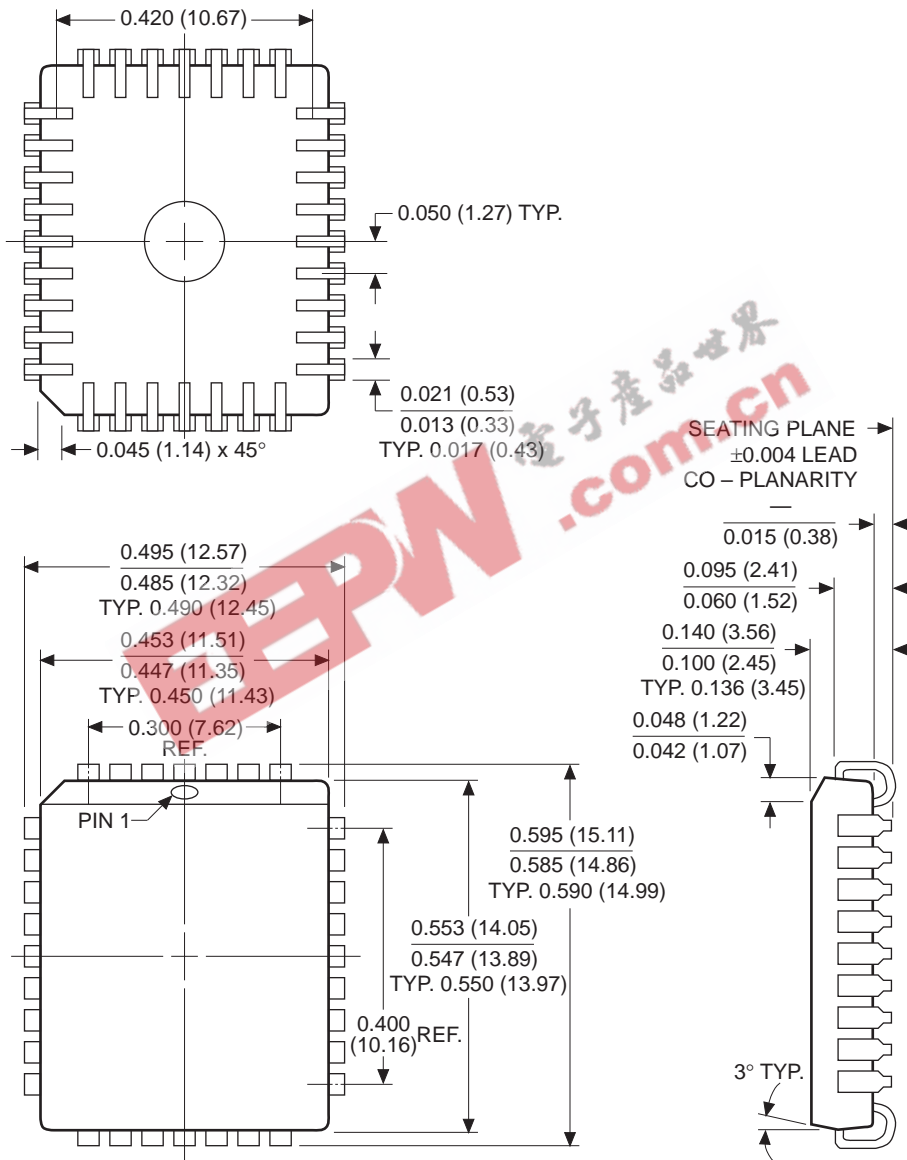 0.420 (10.67)
0.050 (1.27) TYP.
0.021 (0.53)
0.013 (0.33)
TYP. 0.017 (0.43)
0.045 (1.14) x 45°
電子產品世界
EEPW
.com.cn
SEATING PLANE
±0.004 LEAD
CO – PLANARITY
—
0.015 (0.38)
0.095 (2.41)
0.060 (1.52)
0.140 (3.56)
0.100 (2.45)
TYP. 0.136 (3.45)
0.048 (1.22)
0.042 (1.07)
0.495 (12.57)
0.485 (12.32)
TYP. 0.490 (12.45)
0.453 (11.51)
0.447 (11.35)
TYP. 0.450 (11.43)
0.300 (7.62)
REF.
PIN 1
0.595 (15.11)
0.585 (14.86)
TYP. 0.590 (14.99)
0.553 (14.05)
0.547 (13.89)
TYP. 0.550 (13.97)
0.400
(10.16) REF.
3° TYP.